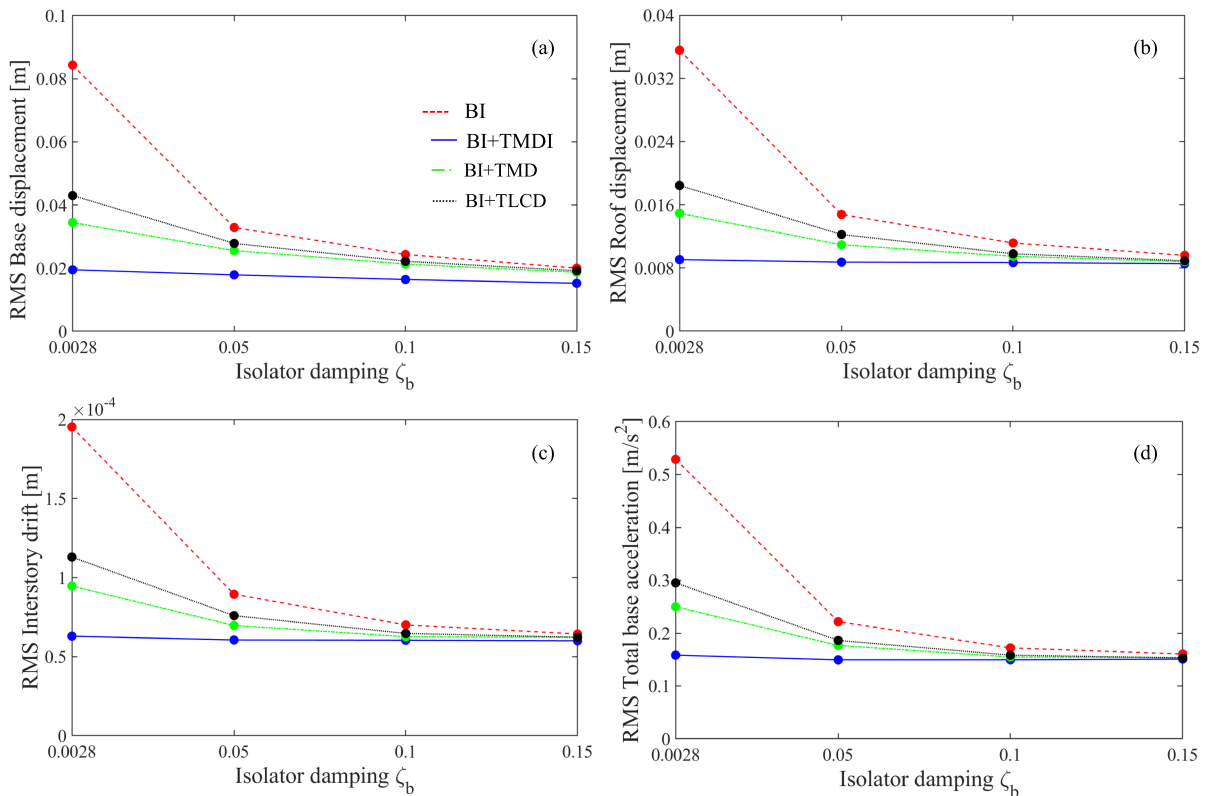 0.1
0.08
0.06
0.04
0.02
0
RMS Base displacement [m]
(a)
BI
BI+TMDI
BI+TMD
BI+TLCD
0.0028
0.05
0.1
0.15
Isolator damping ζb
0.04
0.032
0.024
0.016
0.008
0
RMS Roof displacement [m]
(b)
0.0028
0.05
0.1
0.15
Isolator damping ζb
×10-4
2
1.5
1
0.5
0
RMS Interstory drift [m]
(c)
0.0028
0.05
0.1
0.15
Isolator damping ζb
0.6
0.5
0.4
0.3
0.2
0.1
0
RMS Total base acceleration [m/s2]
(d)
0.0028
0.05
0.1
0.15
Isolator damping ζb